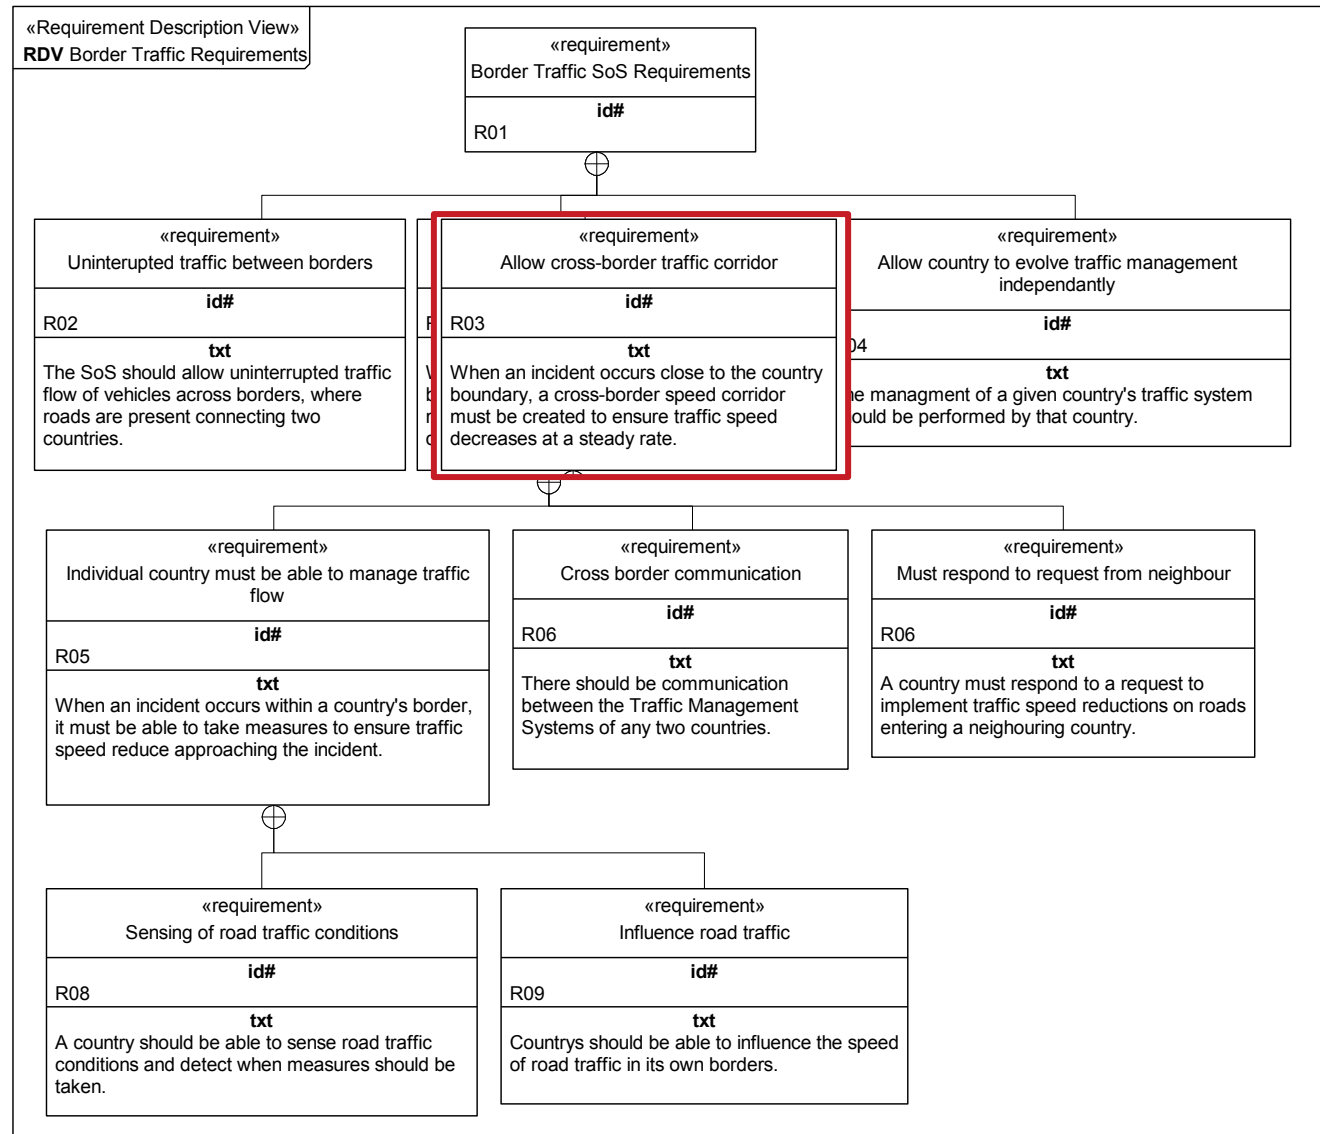 «Requirement Description View»
RDV Border Traffic Requirements
«requirement»
Border Traffic SoS Requirements
id#
R01
«requirement»
Uninterupted traffic between borders
id#
R02
txt
The SoS should allow uninterrupted traffic
flow of vehicles across borders, where
roads are present connecting two
countries.
«requirement»
Allow cross-border traffic corridor
id#
R03
txt
When an incident occurs close to the country
boundary, a cross-border speed corridor
must be created to ensure traffic speed
decreases at a steady rate.
«requirement»
Allow country to evolve traffic management
independantly
id#
04
txt
e managment of a given country's traffic system
ould be performed by that country.
«requirement»
Individual country must be able to manage traffic
flow
id#
R05
txt
When an incident occurs within a country's border,
it must be able to take measures to ensure traffic
speed reduce approaching the incident.
«requirement»
Cross border communication
id#
R06
txt
There should be communication
between the Traffic Management
Systems of any two countries.
«requirement»
Must respond to request from neighbour
id#
R06
txt
A country must respond to a request to
implement traffic speed reductions on roads
entering a neighouring country.
«requirement»
Sensing of road traffic conditions
id#
R08
txt
A country should be able to sense road traffic
conditions and detect when measures should be
taken.
«requirement»
Influence road traffic
id#
R09
txt
Countrys should be able to influence the speed
of road traffic in its own borders.